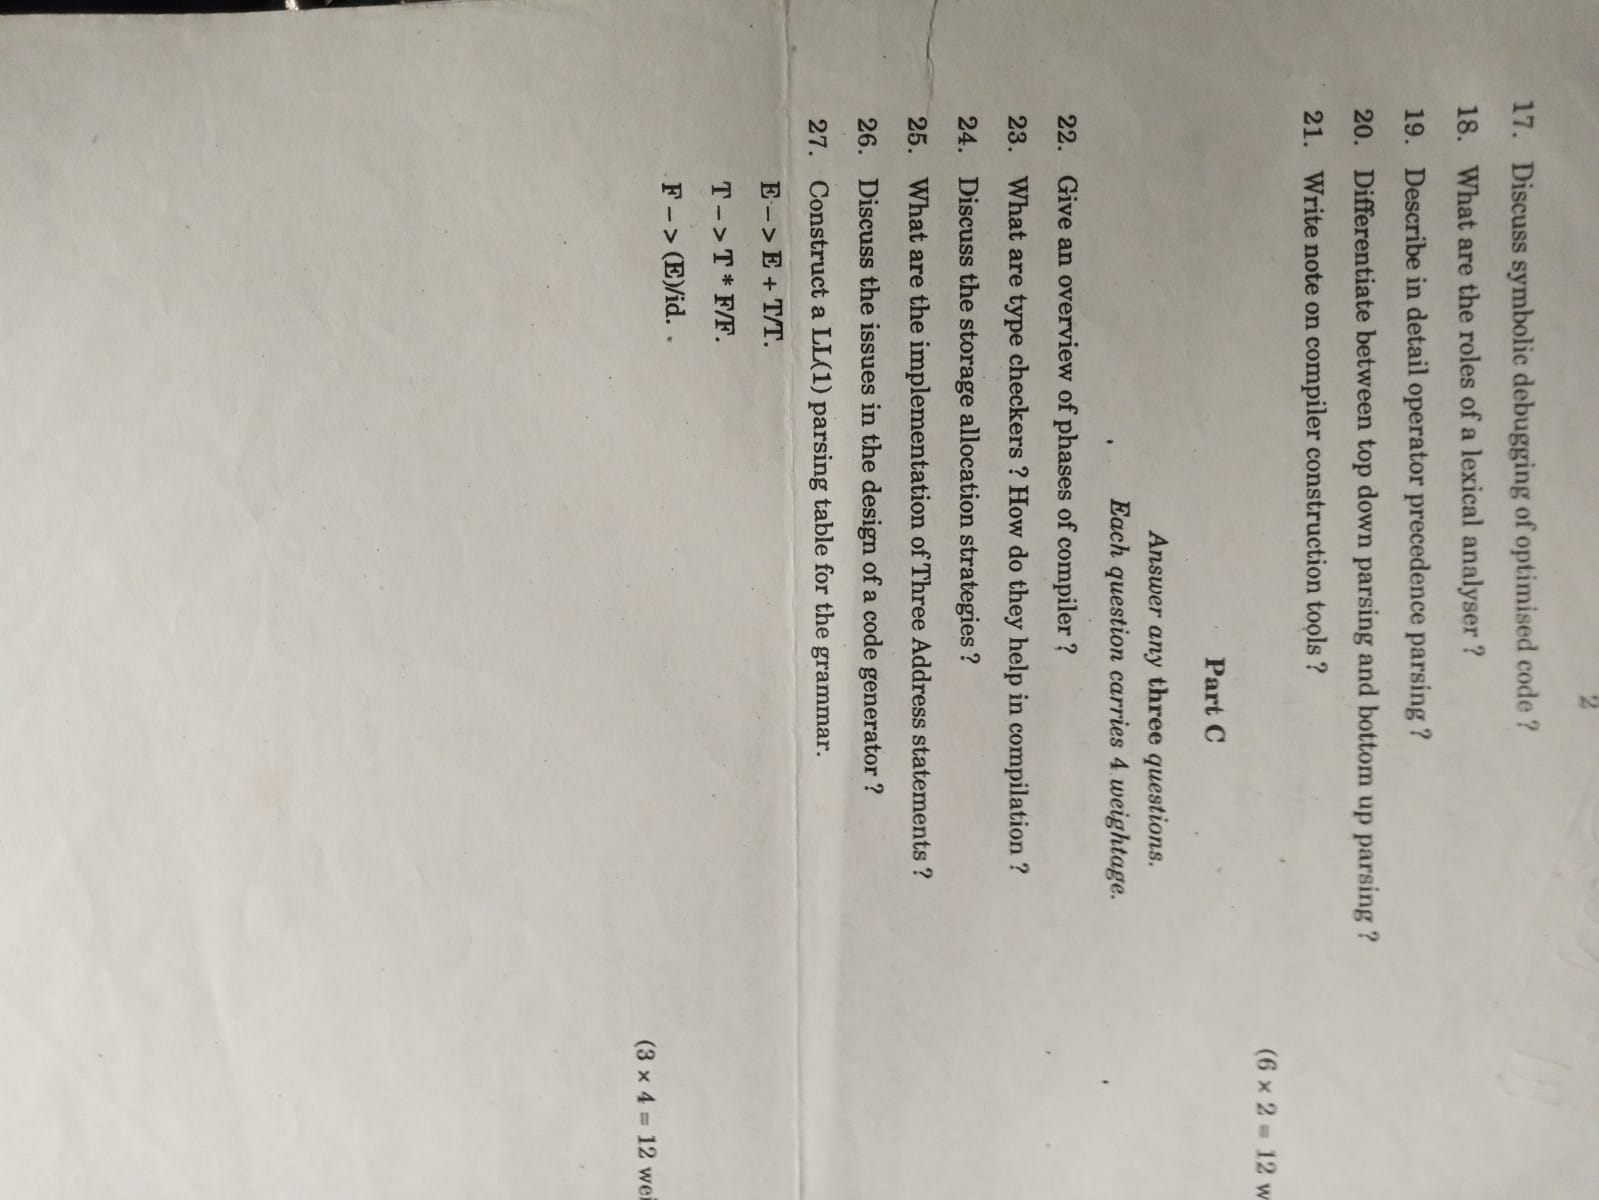 2
17. Discuss symbolic debugging of optimised code ?
18. What are the roles of a lexical analyser ?
19. Describe in detail operator precedence parsing ?
20. Differentiate between top down parsing and bottom up parsing ?
21. Write note on compiler construction tools ?
(6 × 2 = 12 w
Part C
Answer any three questions.
Each question carries 4 weightage.
22. Give an overview of phases of compiler ?
23. What are type checkers ? How do they help in compilation ?
24. Discuss the storage allocation strategies ?
25. What are the implementation of Three Address statements ?
26. Discuss the issues in the design of a code generator ?
27. Construct a LL(1) parsing table for the grammar.
E – > E + T/T.
T – > T * F/F.
F – > (E)/id.
(3 × 4 = 12 wei